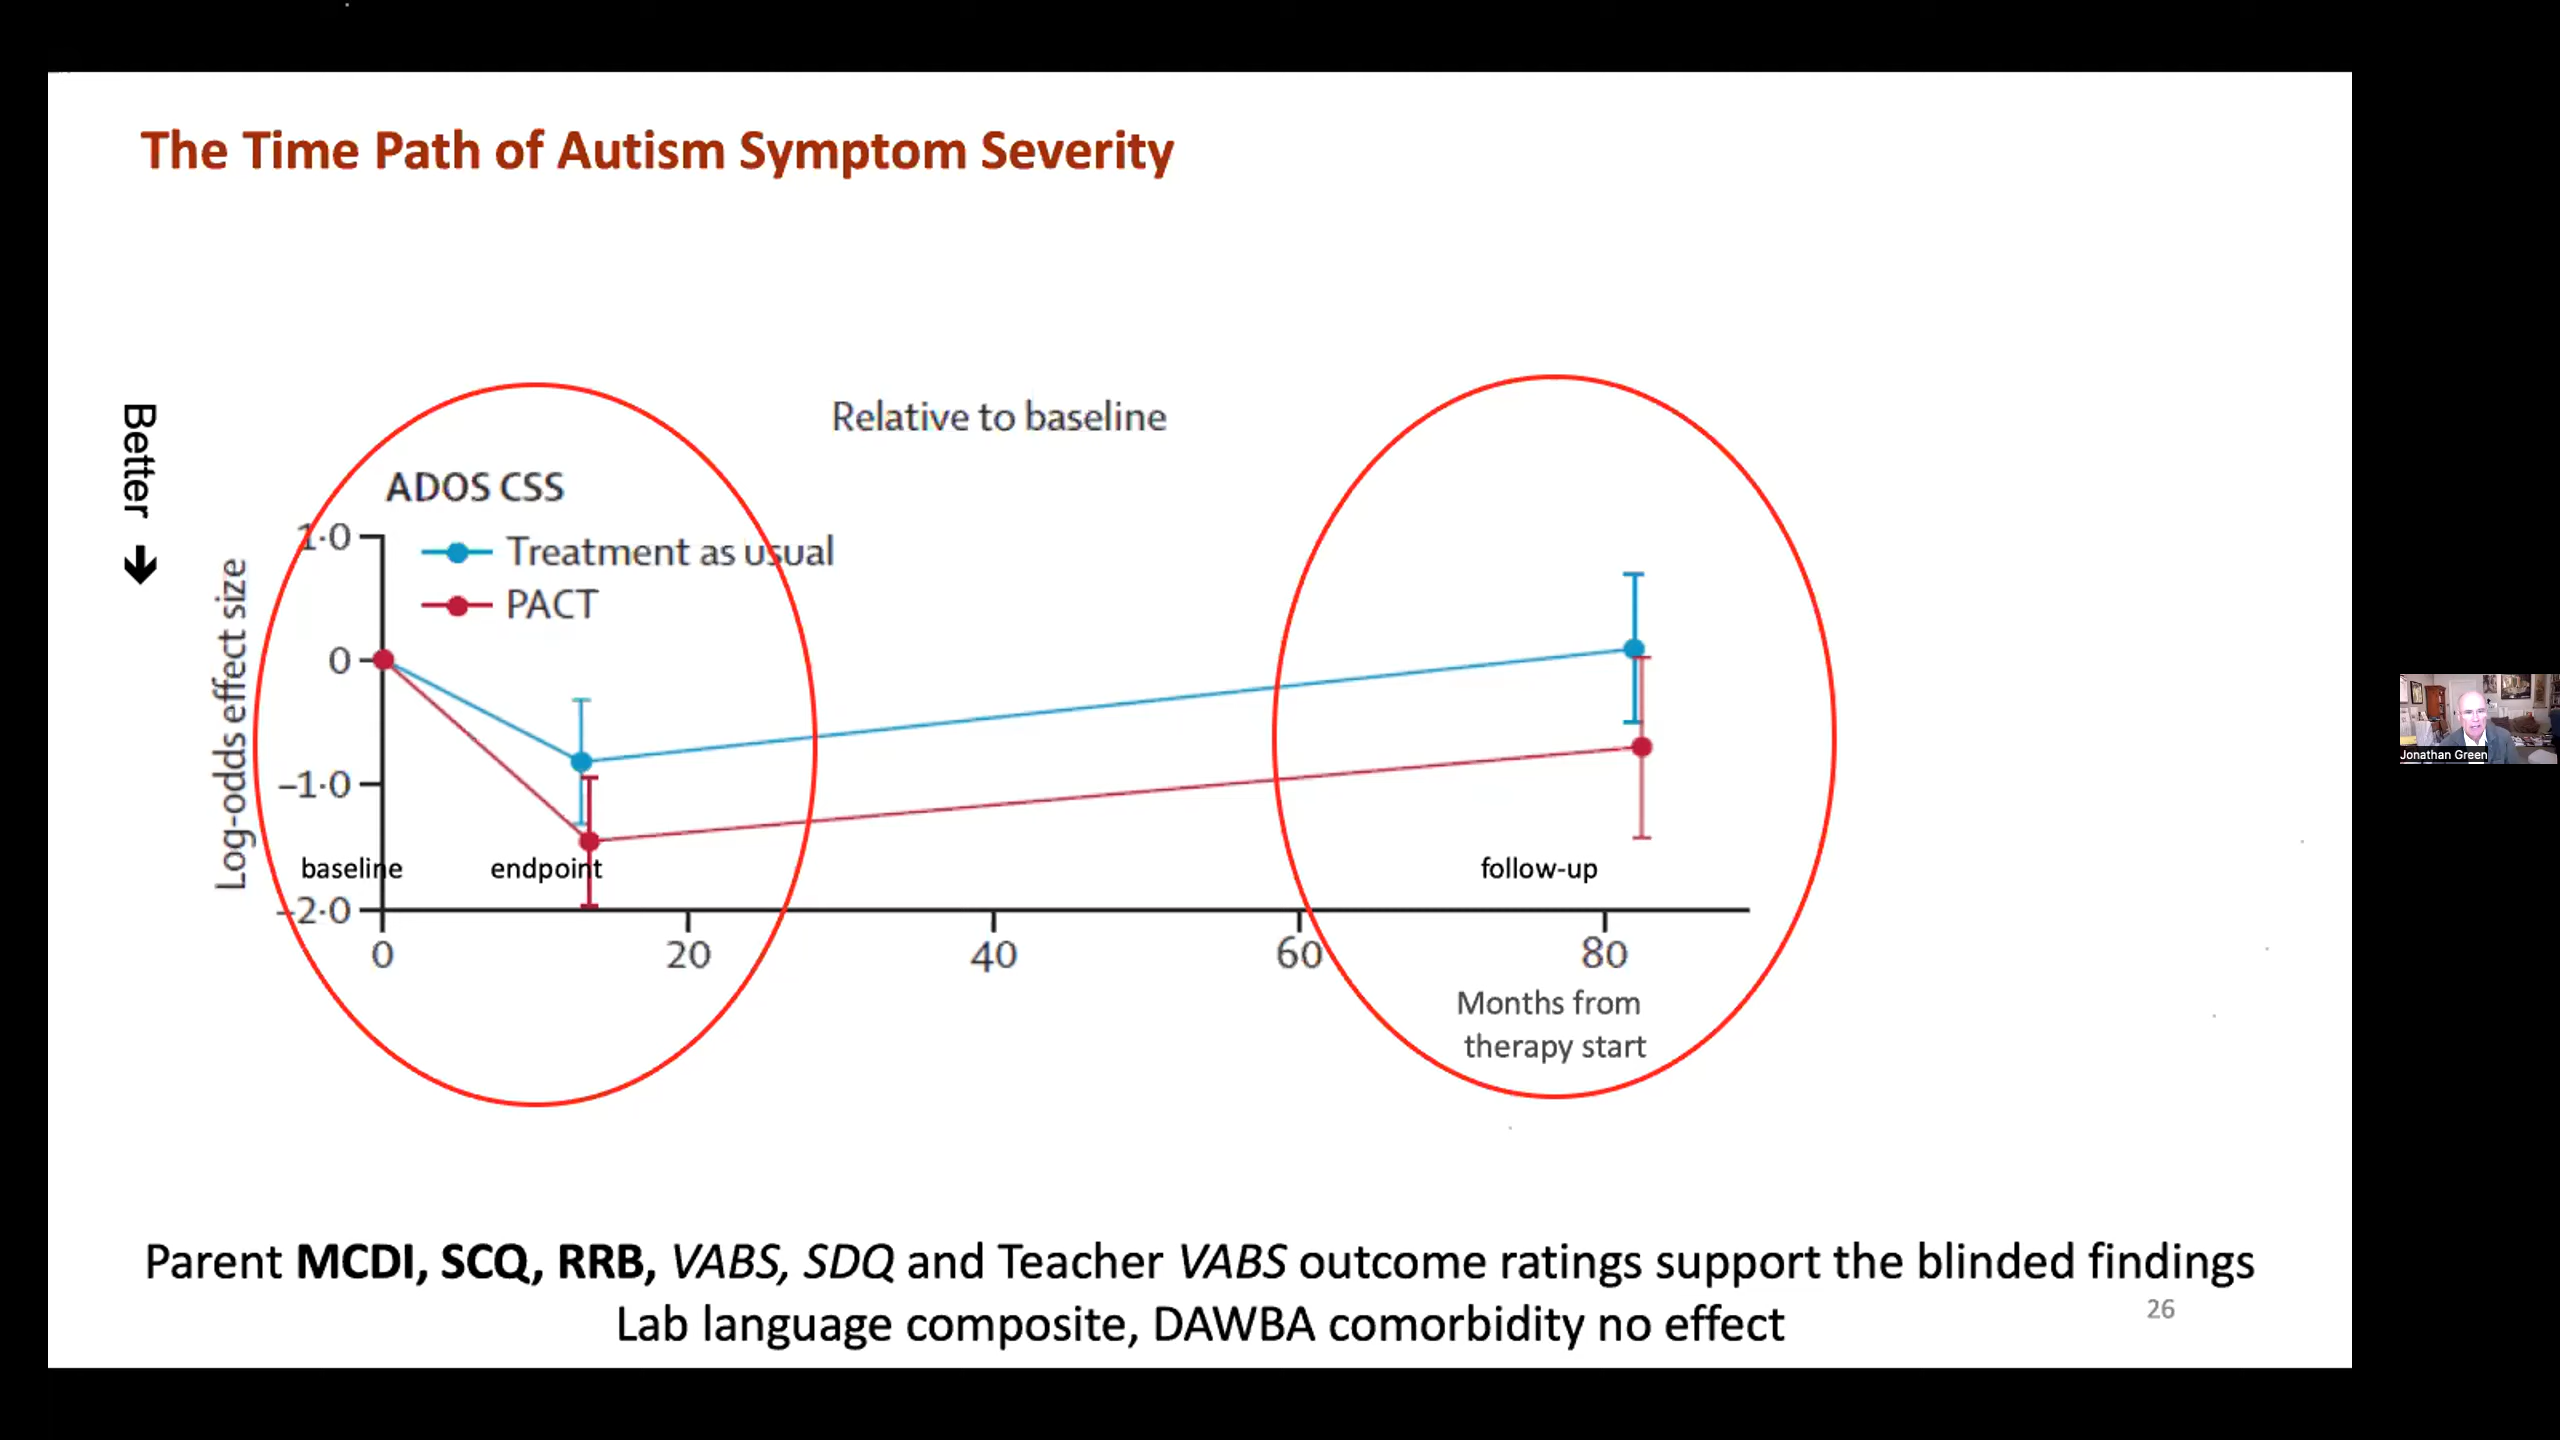 The Time Path of Autism Symptom Severity
Better ➔
Relative to baseline
ADOS CSS
Treatment as usual
PACT
Log-odds effect size
1·0
0
–1·0
–2·0
baseline
endpoint
follow-up
0
20
40
60
80
Months from
therapy start
Jonathan Green
Parent MCDI, SCQ, RRB, VABS, SDQ and Teacher VABS outcome ratings support the blinded findings
Lab language composite, DAWBA comorbidity no effect
26